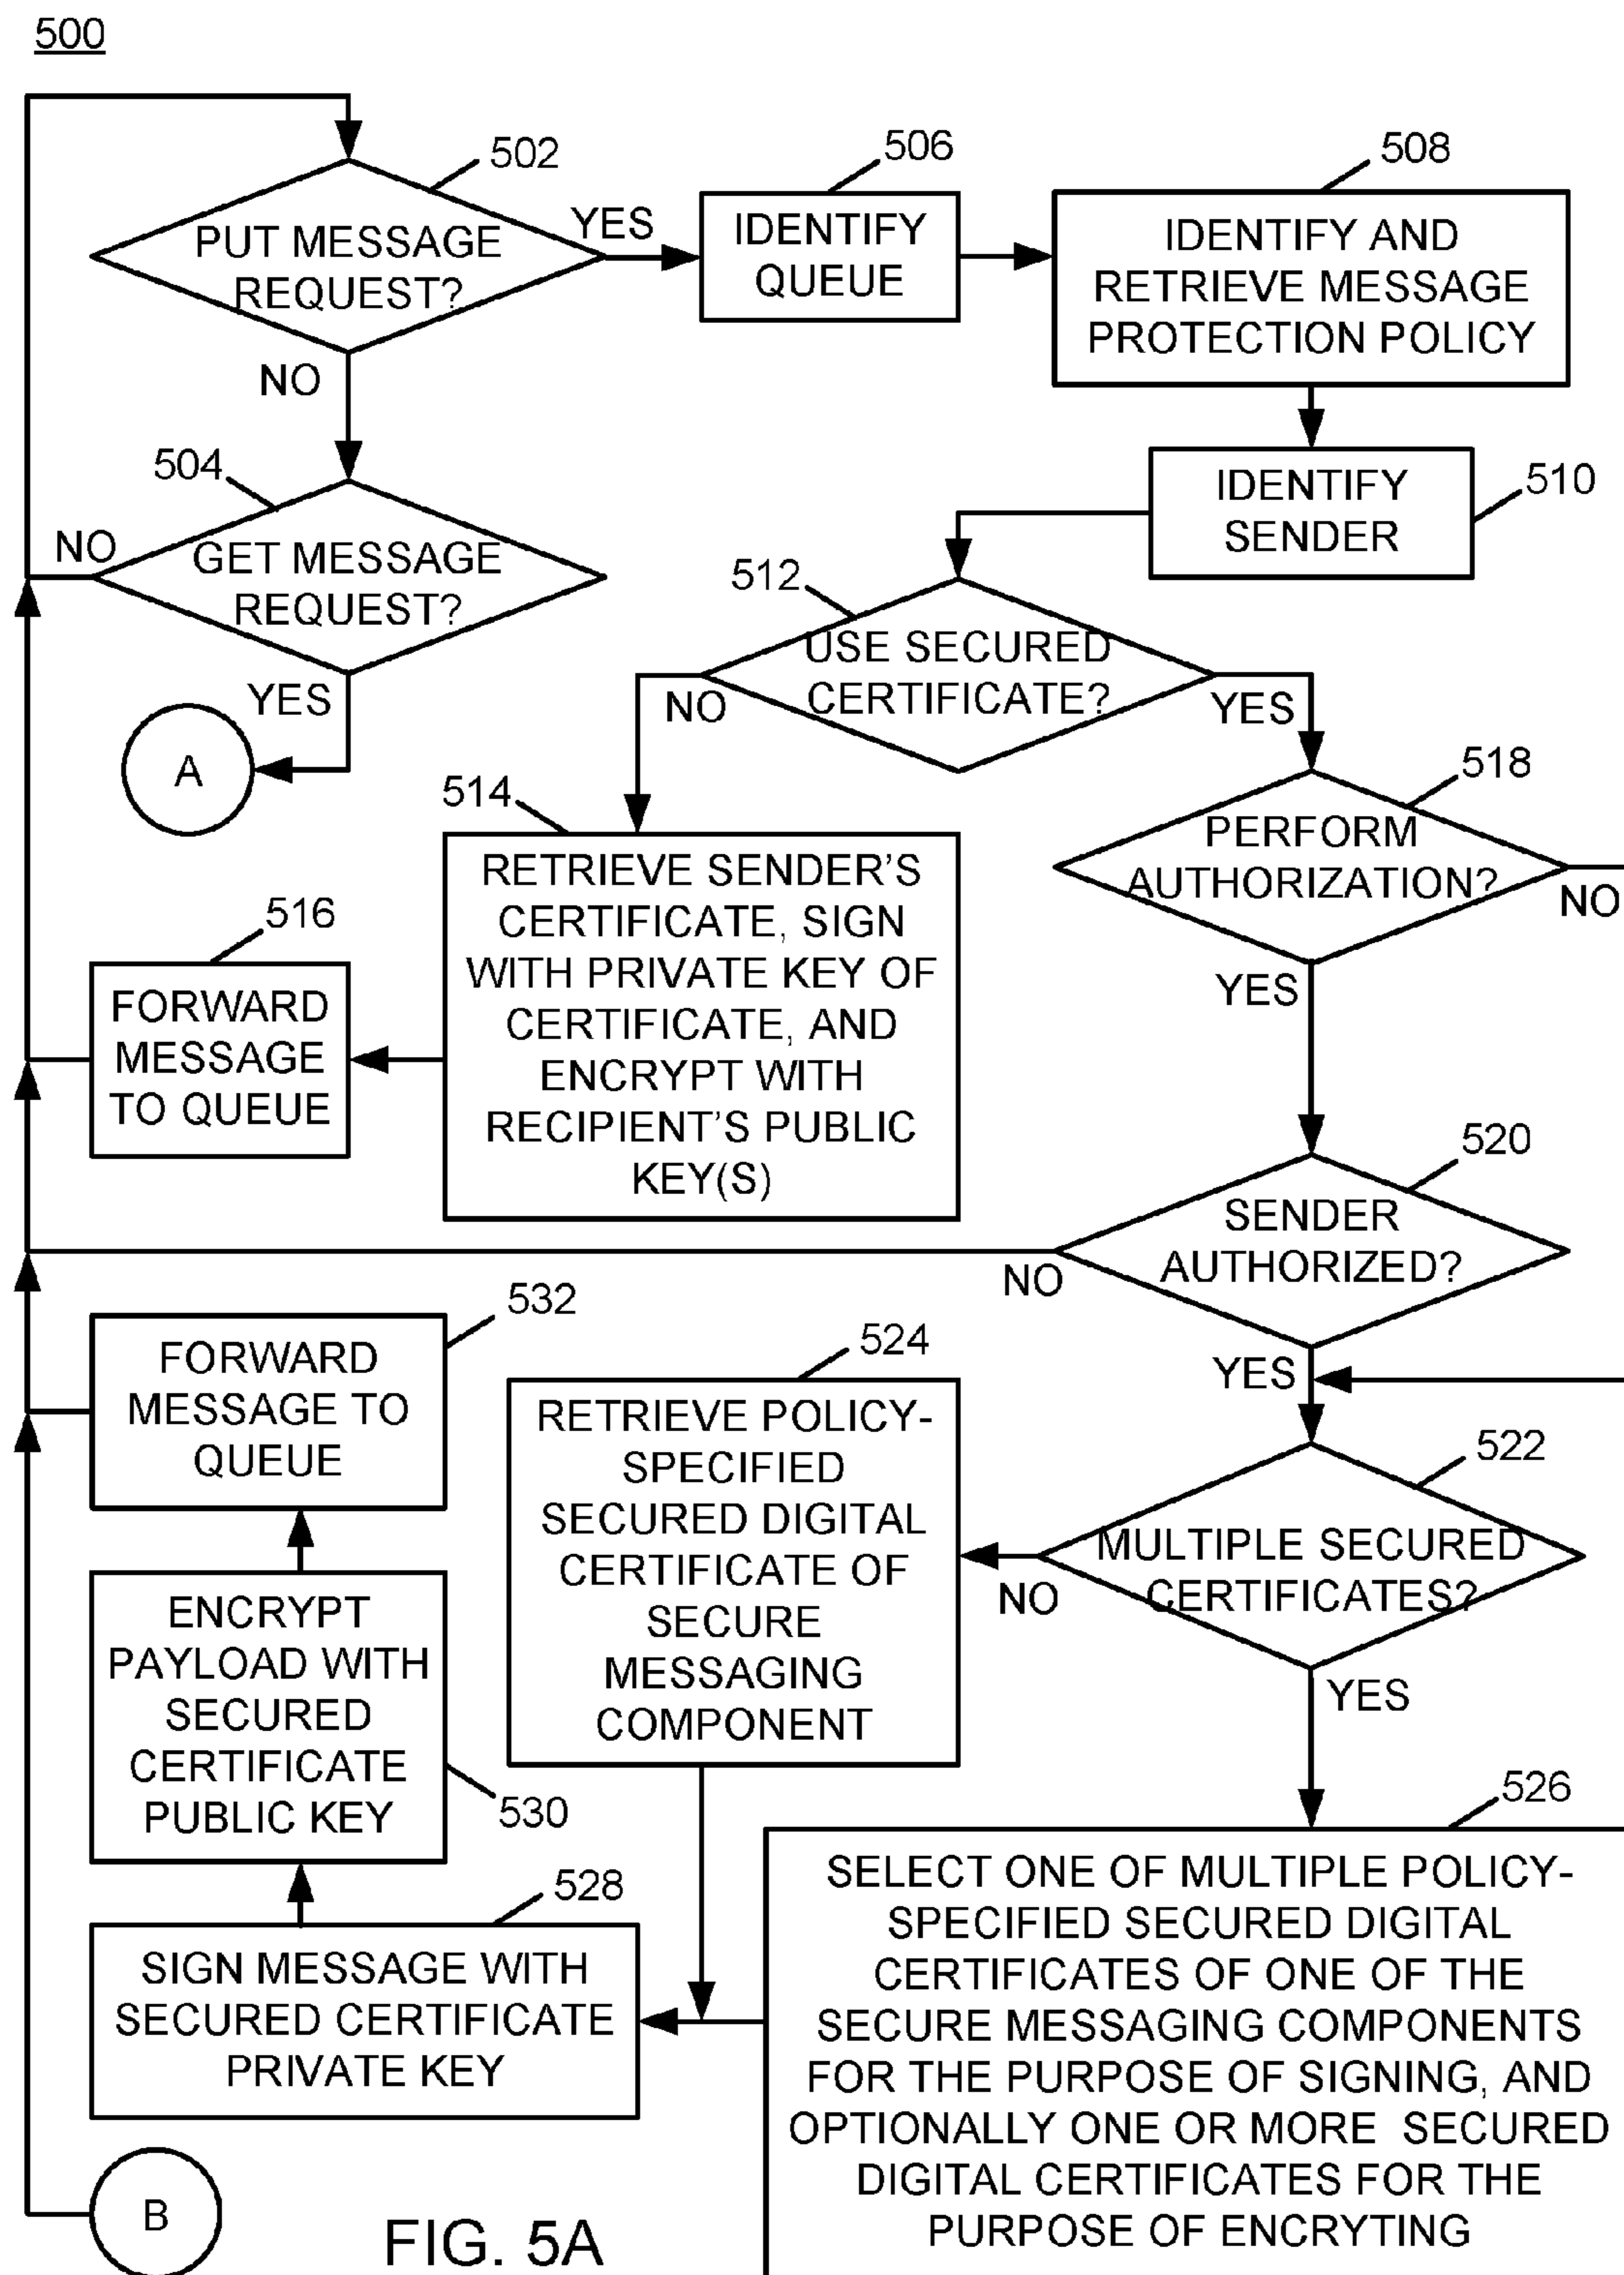 500
502
PUT MESSAGE
REQUEST?
YES
NO
506
IDENTIFY
QUEUE
508
IDENTIFY AND
RETRIEVE MESSAGE
PROTECTION POLICY
504
GET MESSAGE
REQUEST?
NO
YES
A
510
IDENTIFY
SENDER
512
USE SECURED
CERTIFICATE?
NO
YES
514
RETRIEVE SENDER'S
CERTIFICATE, SIGN
WITH PRIVATE KEY OF
CERTIFICATE, AND
ENCRYPT WITH
RECIPIENT'S PUBLIC
KEY(S)
516
FORWARD
MESSAGE
TO QUEUE
518
PERFORM
AUTHORIZATION?
NO
YES
520
SENDER
AUTHORIZED?
NO
YES
522
MULTIPLE SECURED
CERTIFICATES?
NO
YES
524
RETRIEVE POLICY-
SPECIFIED
SECURED DIGITAL
CERTIFICATE OF
SECURE
MESSAGING
COMPONENT
526
SELECT ONE OF MULTIPLE POLICY-
SPECIFIED SECURED DIGITAL
CERTIFICATES OF ONE OF THE
SECURE MESSAGING COMPONENTS
FOR THE PURPOSE OF SIGNING, AND
OPTIONALLY ONE OR MORE SECURED
DIGITAL CERTIFICATES FOR THE
PURPOSE OF ENCRYTING
528
SIGN MESSAGE WITH
SECURED CERTIFICATE
PRIVATE KEY
530
ENCRYPT
PAYLOAD WITH
SECURED
CERTIFICATE
PUBLIC KEY
532
FORWARD
MESSAGE TO
QUEUE
B
FIG. 5A